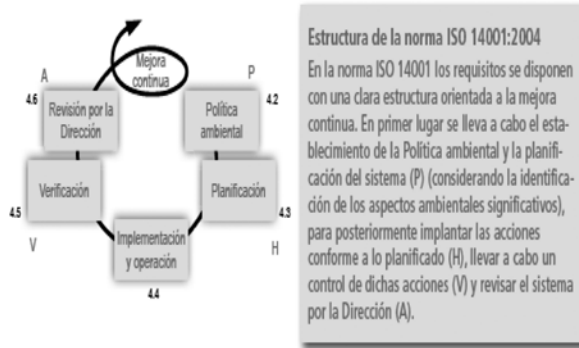 Mejora
continua
A
P
4.6
Revisión por la
Dirección
Política
ambiental
4.2
Verificación
Planificación
4.5
4.3
V
Implementación
y operación
H
4.4
Estructura de la norma ISO 14001:2004
En la norma ISO 14001 los requisitos se disponen
con una clara estructura orientada a la mejora
continua. En primer lugar se lleva a cabo el esta-
blecimiento de la Política ambiental y la planifi-
cación del sistema (P) (considerando la identifica-
ción de los aspectos ambientales significativos),
para posteriormente implantar las acciones
conforme a lo planificado (H), llevar a cabo un
control de dichas acciones (V) y revisar el sistema
por la Dirección (A).